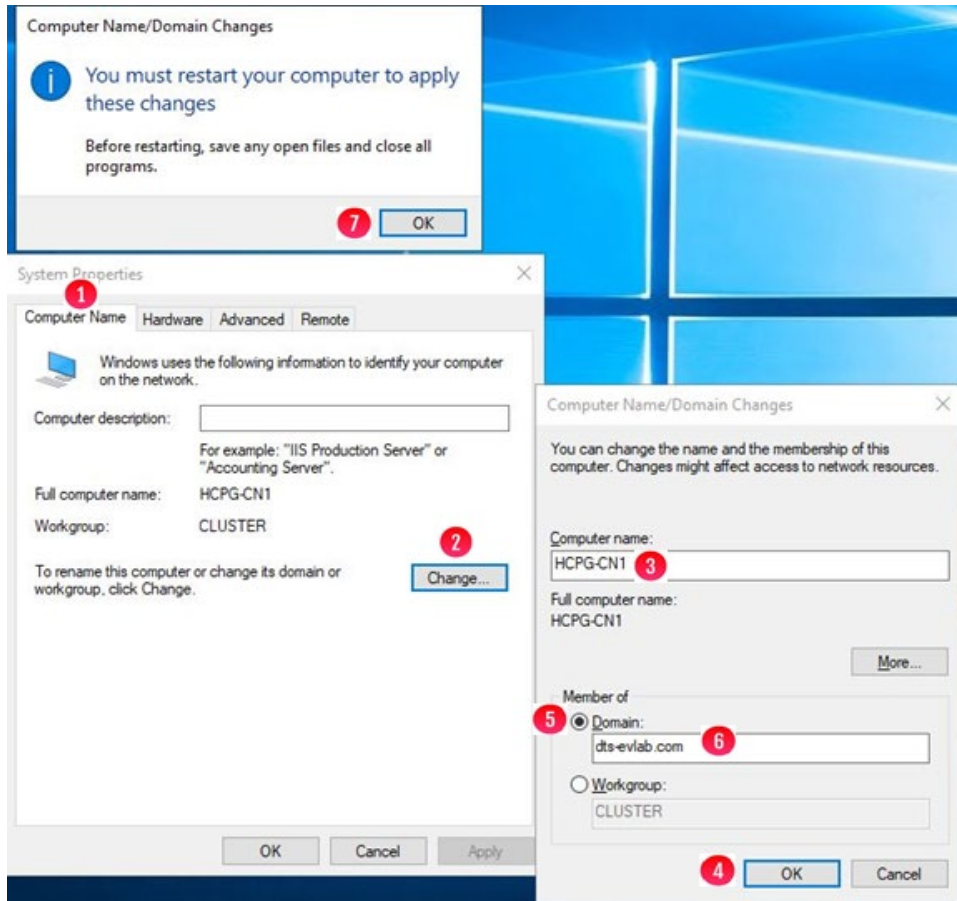 Computer Name/Domain Changes
You must restart your computer to apply
these changes
Before restarting, save any open files and close all
programs.
7
OK
System Properties
1
Computer Name Hardware Advanced Remote
Windows uses the following information to identify your computer
on the network.
Computer description:
For example: "IIS Production Server" or
"Accounting Server".
Full computer name: HCPG-CN1
Workgroup: CLUSTER
2
To rename this computer or change its domain or
workgroup, click Change.
Change...
OK Cancel Apply
Computer Name/Domain Changes
You can change the name and the membership of this
computer. Changes might affect access to network resources.
Computer name:
HCPG-CN1 3
Full computer name:
HCPG-CN1
More...
Member of
5 Domain:
dts-evlab.com 6
Workgroup:
CLUSTER
4 OK Cancel